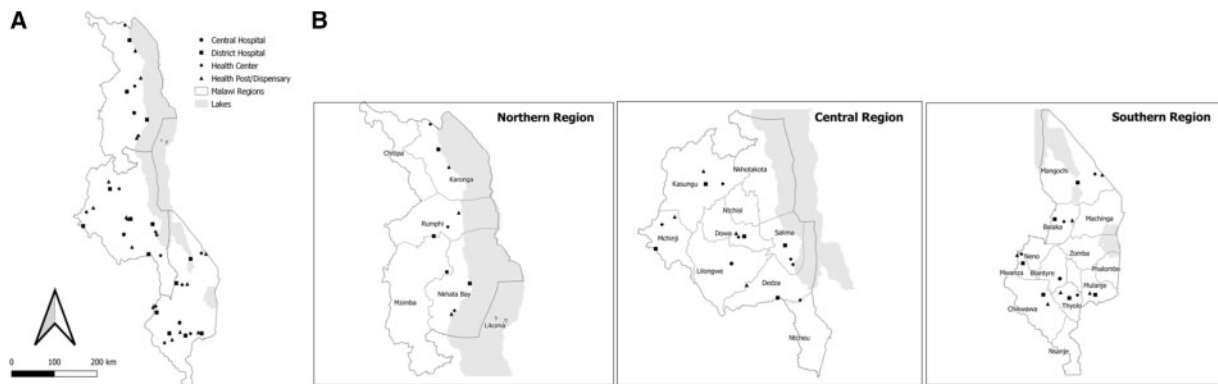 A
Central Hospital
District Hospital
Health Center
Health Post/Dispensary
Malawi Regions
Lakes
0 100 200 km
B
Northern Region
Chitipa
Karonga
Rumphi
Mzimba
Nkhata Bay
Likoma
Central Region
Nkhotakota
Kasungu
Ntchisi
Dowa
Mchinji
Salima
Lilongwe
Dedza
Ntcheu
Southern Region
Mangochi
Machinga
Balaka
Neno
Zomba
Mwanza
Blantyre
Phalombe
Mulanje
Chikwawa
Thyolo
Nsanje